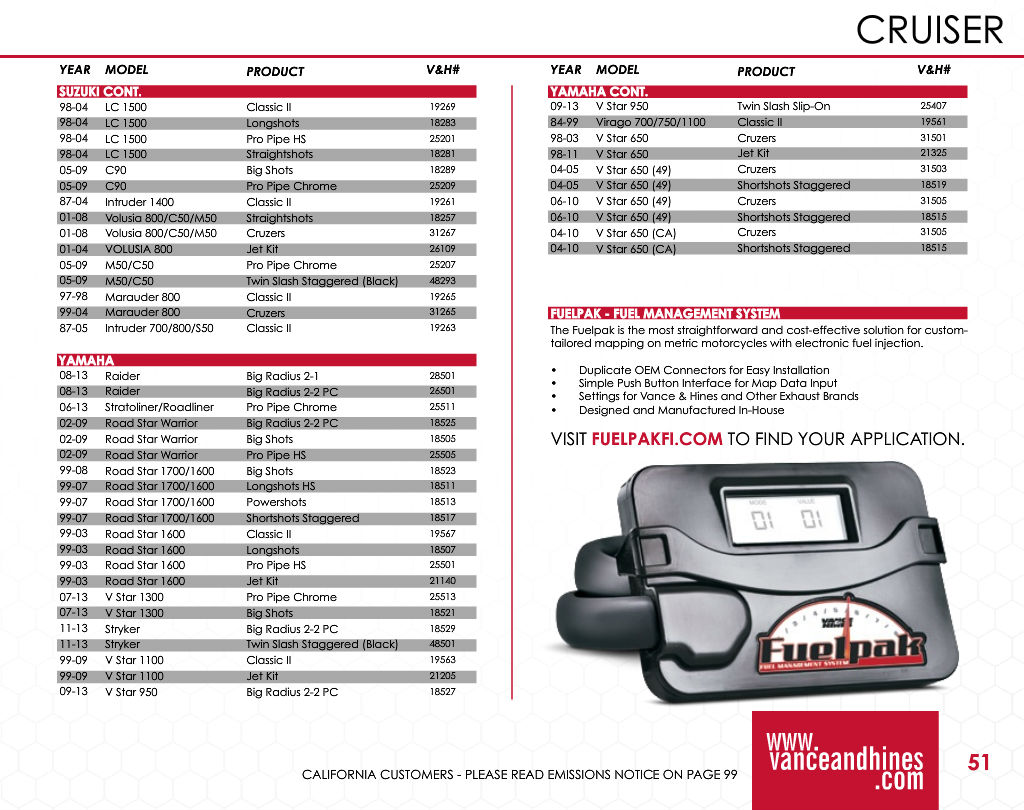 CRUISER
YEAR MODEL PRODUCT V&H#
SUZUKI CONT.
98-04 LC 1500 Classic II 19269
98-04 LC 1500 Longshots 18283
98-04 LC 1500 Pro Pipe HS 25201
98-04 LC 1500 Straightshots 18281
05-09 C90 Big Shots 18289
05-09 C90 Pro Pipe Chrome 25209
87-04 Intruder 1400 Classic II 19261
01-08 Volusia 800/C50/M50 Straightshots 18257
01-08 Volusia 800/C50/M50 Cruzers 31267
01-04 VOLUSIA 800 Jet Kit 26109
05-09 M50/C50 Pro Pipe Chrome 25207
05-09 M50/C50 Twin Slash Staggered (Black) 48293
97-98 Marauder 800 Classic II 19265
99-04 Marauder 800 Cruzers 31265
87-05 Intruder 700/800/S50 Classic II 19263
YAMAHA
08-13 Raider Big Radius 2-1 28501
08-13 Raider Big Radius 2-2 PC 26501
06-13 Stratoliner/Roadliner Pro Pipe Chrome 25511
02-09 Road Star Warrior Big Radius 2-2 PC 18525
02-09 Road Star Warrior Big Shots 18505
02-09 Road Star Warrior Pro Pipe HS 25505
99-08 Road Star 1700/1600 Big Shots 18523
99-07 Road Star 1700/1600 Longshots HS 18511
99-07 Road Star 1700/1600 Powershots 18513
99-07 Road Star 1700/1600 Shortshots Staggered 18517
99-03 Road Star 1600 Classic II 19567
99-03 Road Star 1600 Longshots 18507
99-03 Road Star 1600 Pro Pipe HS 25501
99-03 Road Star 1600 Jet Kit 21140
07-13 V Star 1300 Pro Pipe Chrome 25513
07-13 V Star 1300 Big Shots 18521
11-13 Stryker Big Radius 2-2 PC 18529
11-13 Stryker Twin Slash Staggered (Black) 48501
99-09 V Star 1100 Classic II 19563
99-09 V Star 1100 Jet Kit 21205
09-13 V Star 950 Big Radius 2-2 PC 18527
YEAR MODEL PRODUCT V&H#
YAMAHA CONT.
09-13 V Star 950 Twin Slash Slip-On 25407
84-99 Virago 700/750/1100 Classic II 19561
98-03 V Star 650 Cruzers 31501
98-11 V Star 650 Jet Kit 21325
04-05 V Star 650 (49) Cruzers 31503
04-05 V Star 650 (49) Shortshots Staggered 18519
06-10 V Star 650 (49) Cruzers 31505
06-10 V Star 650 (49) Shortshots Staggered 18515
04-10 V Star 650 (CA) Cruzers 31505
04-10 V Star 650 (CA) Shortshots Staggered 18515
FUELPAK - FUEL MANAGEMENT SYSTEM
The Fuelpak is the most straightforward and cost-effective solution for custom-
tailored mapping on metric motorcycles with electronic fuel injection.
• Duplicate OEM Connectors for Easy Installation
• Simple Push Button Interface for Map Data Input
• Settings for Vance & Hines and Other Exhaust Brands
• Designed and Manufactured In-House
VISIT FUELPAKFI.COM TO FIND YOUR APPLICATION.
MODE VALUE
01 01
VANCE
HINES
Fuelpak
FUEL MANAGEMENT SYSTEM
www.
vanceandhines
.com
51
CALIFORNIA CUSTOMERS - PLEASE READ EMISSIONS NOTICE ON PAGE 99